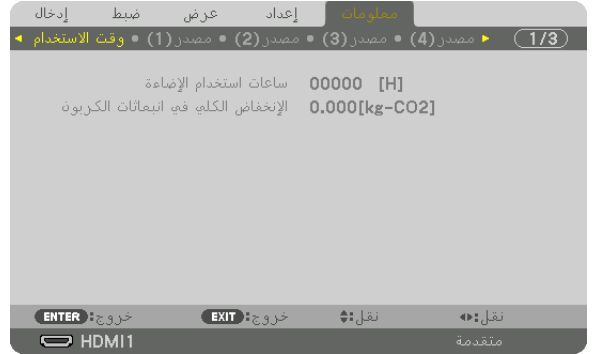 إدخال ضبط عرض إعداد معلومات
◄ وقت الاستخدام ● مصدر(1) ● مصدر(2) ● مصدر(3) ● مصدر(4) ► 1/3
ساعات استخدام الإضاءة 00000 [H]
الإنخفاض الكلي في انبعاثات الكربون 0.000[kg-CO2]
ENTER:خروج EXIT:خروج نقل:♦ نقل:◄►
HDMI1 متقدمة